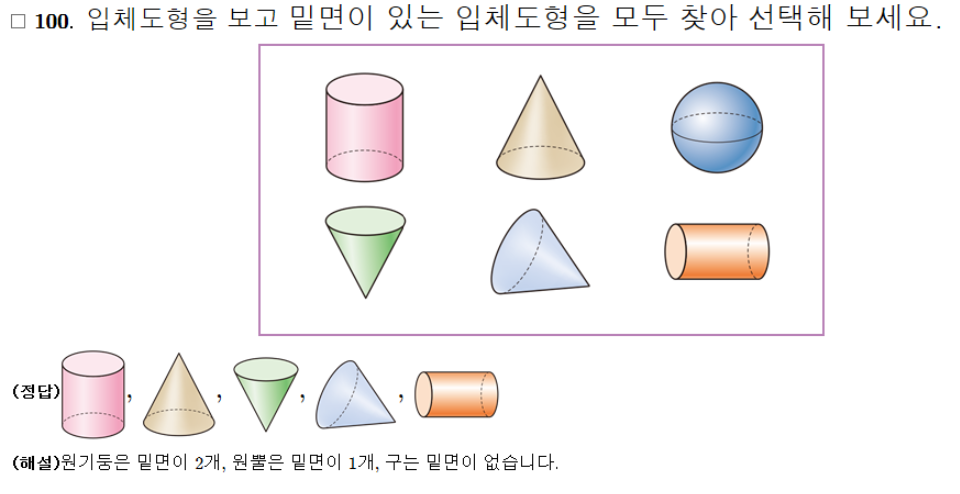 □ 100. 입체도형을 보고 밑면이 있는 입체도형을 모두 찾아 선택해 보세요.
(정답) , , , ,
(해설)원기둥은 밑면이 2개, 원뿔은 밑면이 1개, 구는 밑면이 없습니다.